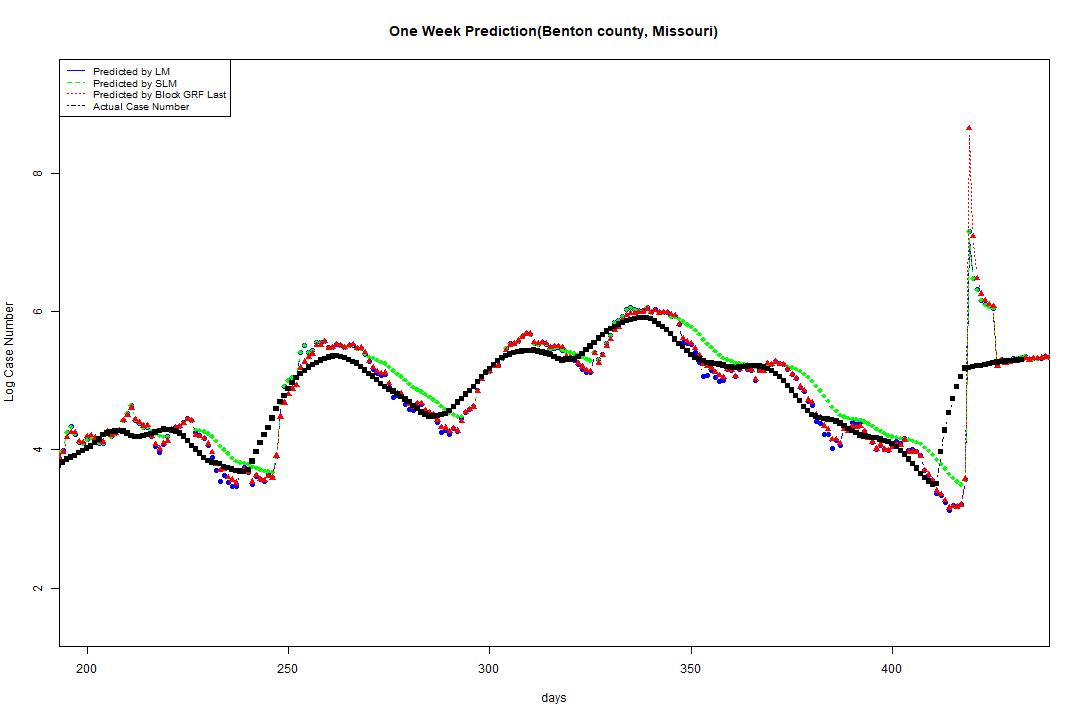 One Week Prediction(Benton county, Missouri)
Predicted by LM
Predicted by SLM
Predicted by Block GRF Last
Actual Case Number
8
6
4
2
Log Case Number
200 250 300 350 400
days